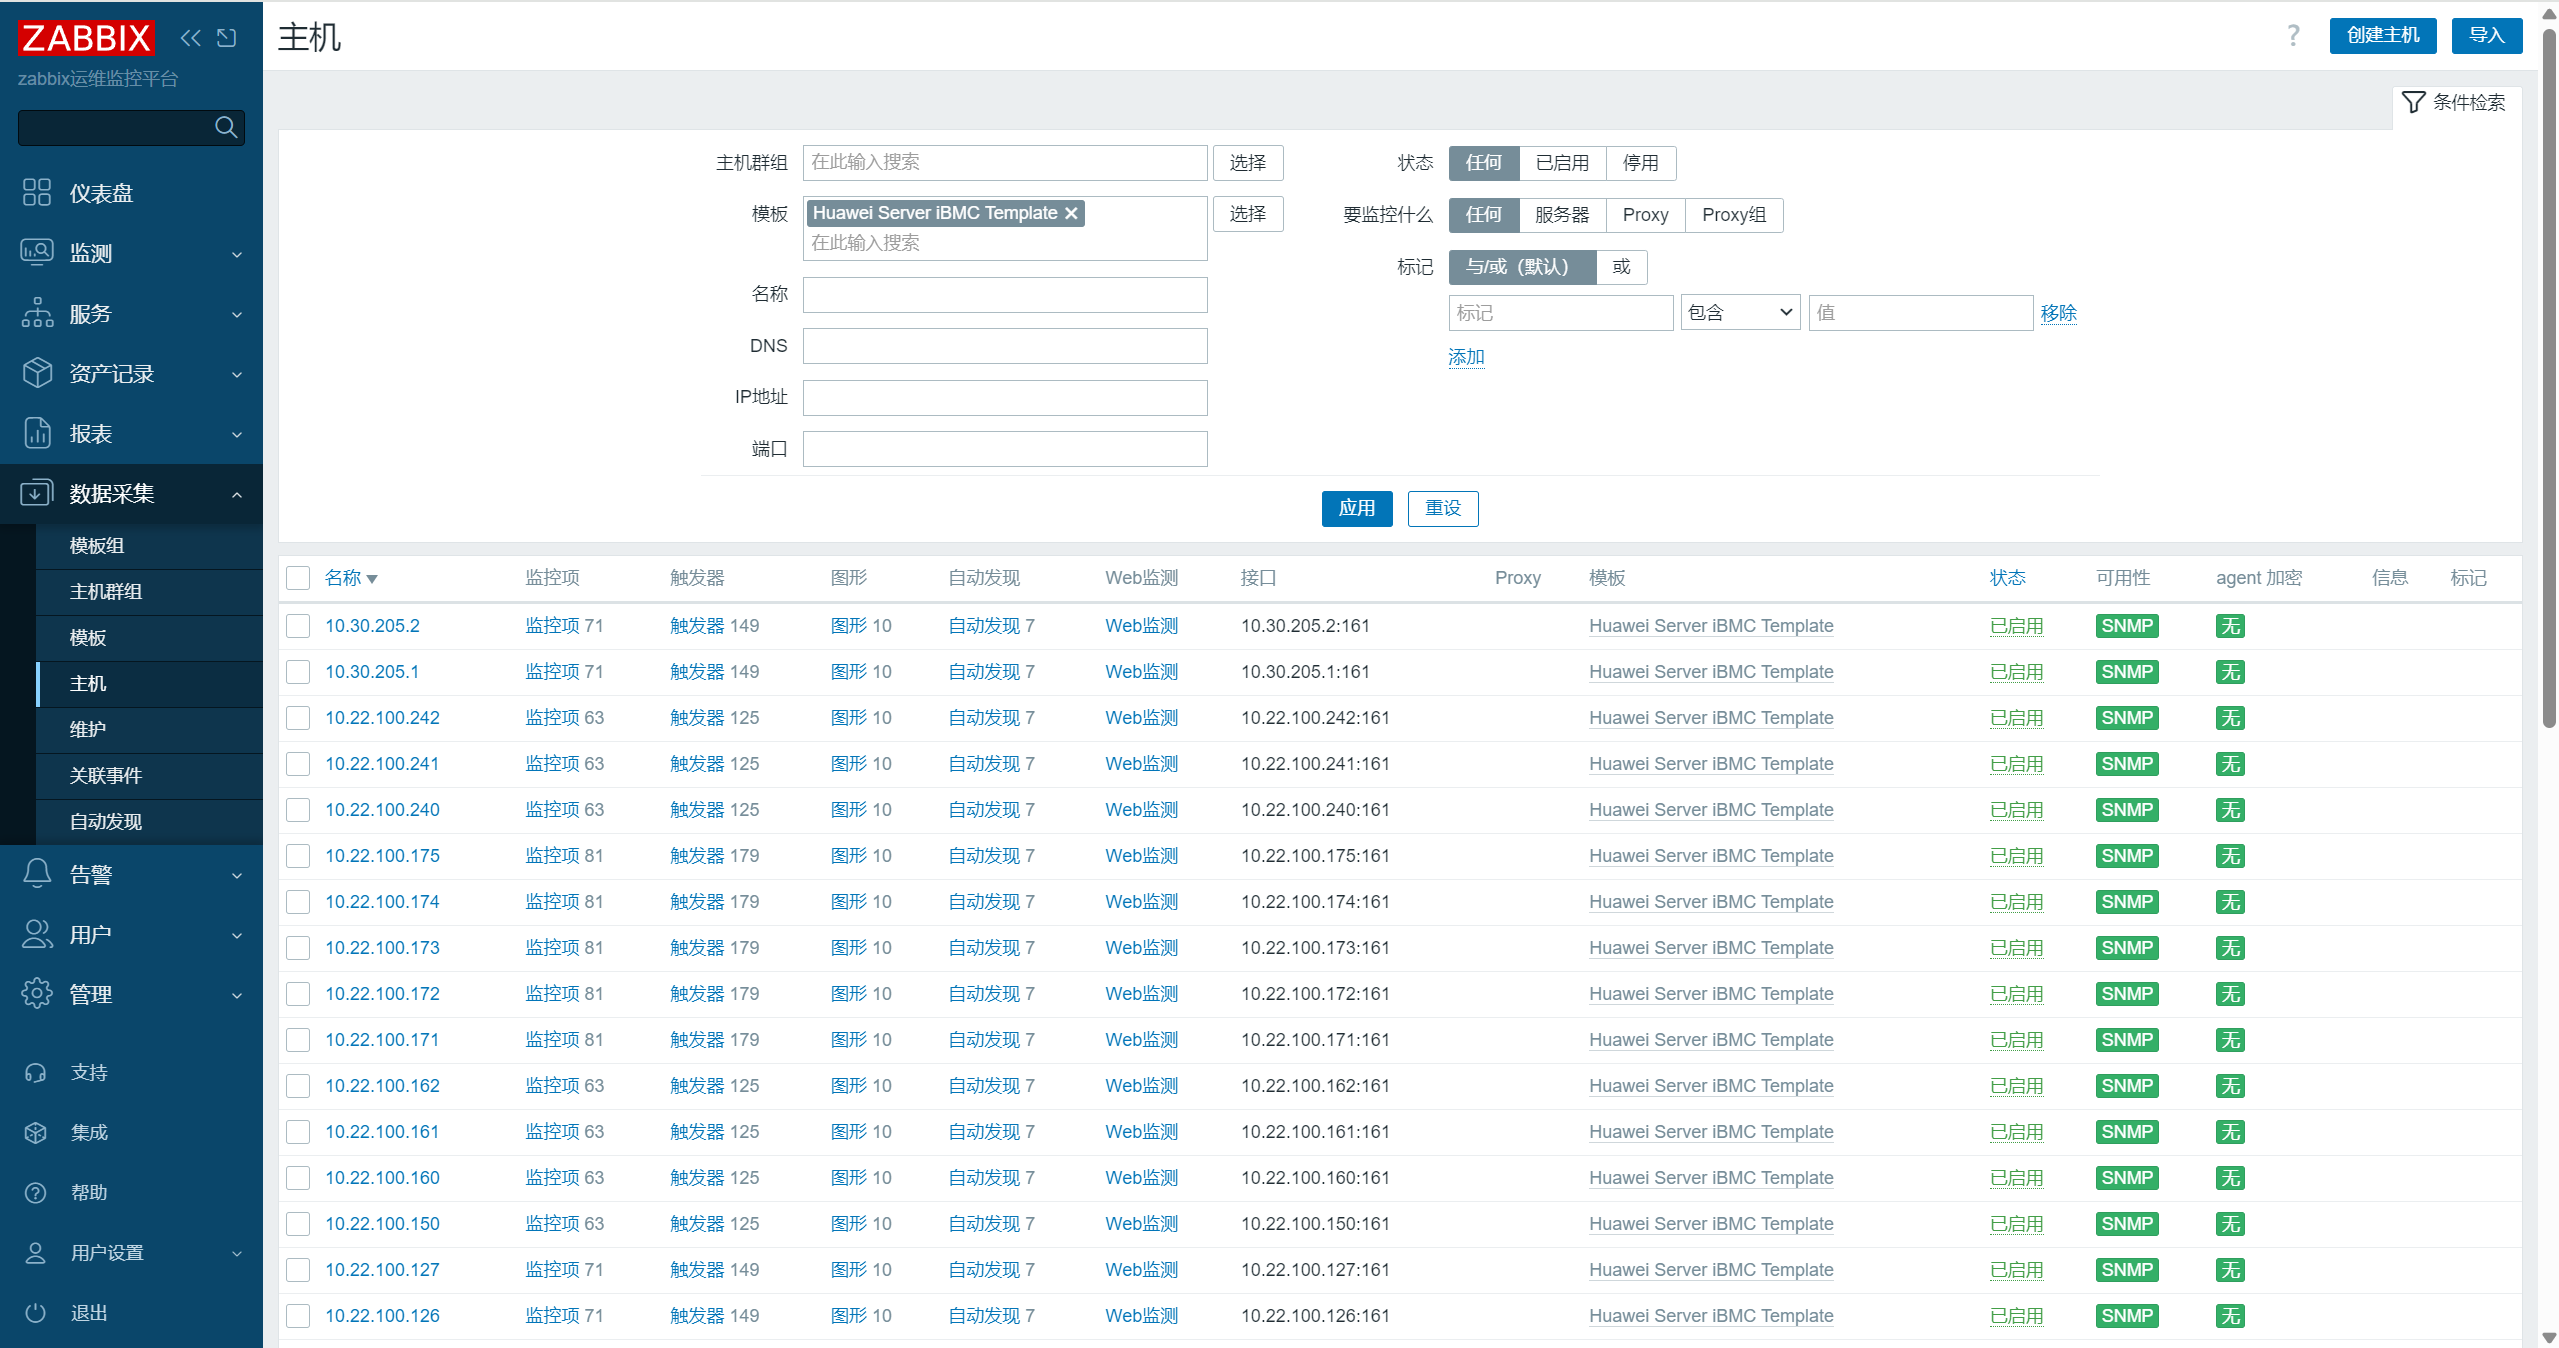 ZABBIX
zabbix运维监控平台
仪表盘
监测
服务
资产记录
报表
数据采集
模板组
主机群组
模板
主机
维护
关联事件
自动发现
告警
用户
管理
支持
集成
帮助
用户设置
退出
主机
? 创建主机 导入
条件检索
主机群组 在此输入搜索 选择
模板 Huawei Server iBMC Template 选择
在此输入搜索
名称
DNS
IP地址
端口
状态 任何 已启用 停用
要监控什么 任何 服务器 Proxy Proxy组
标记 与/或（默认） 或
标记 包含 值 移除
添加
应用 重设
名称 监控项 触发器 图形 自动发现 Web监测 接口 Proxy 模板 状态 可用性 agent 加密 信息 标记
10.30.205.2 监控项 71 触发器 149 图形 10 自动发现 7 Web监测 10.30.205.2:161 Huawei Server iBMC Template 已启用 SNMP 无
10.30.205.1 监控项 71 触发器 149 图形 10 自动发现 7 Web监测 10.30.205.1:161 Huawei Server iBMC Template 已启用 SNMP 无
10.22.100.242 监控项 63 触发器 125 图形 10 自动发现 7 Web监测 10.22.100.242:161 Huawei Server iBMC Template 已启用 SNMP 无
10.22.100.241 监控项 63 触发器 125 图形 10 自动发现 7 Web监测 10.22.100.241:161 Huawei Server iBMC Template 已启用 SNMP 无
10.22.100.240 监控项 63 触发器 125 图形 10 自动发现 7 Web监测 10.22.100.240:161 Huawei Server iBMC Template 已启用 SNMP 无
10.22.100.175 监控项 81 触发器 179 图形 10 自动发现 7 Web监测 10.22.100.175:161 Huawei Server iBMC Template 已启用 SNMP 无
10.22.100.174 监控项 81 触发器 179 图形 10 自动发现 7 Web监测 10.22.100.174:161 Huawei Server iBMC Template 已启用 SNMP 无
10.22.100.173 监控项 81 触发器 179 图形 10 自动发现 7 Web监测 10.22.100.173:161 Huawei Server iBMC Template 已启用 SNMP 无
10.22.100.172 监控项 81 触发器 179 图形 10 自动发现 7 Web监测 10.22.100.172:161 Huawei Server iBMC Template 已启用 SNMP 无
10.22.100.171 监控项 81 触发器 179 图形 10 自动发现 7 Web监测 10.22.100.171:161 Huawei Server iBMC Template 已启用 SNMP 无
10.22.100.162 监控项 63 触发器 125 图形 10 自动发现 7 Web监测 10.22.100.162:161 Huawei Server iBMC Template 已启用 SNMP 无
10.22.100.161 监控项 63 触发器 125 图形 10 自动发现 7 Web监测 10.22.100.161:161 Huawei Server iBMC Template 已启用 SNMP 无
10.22.100.160 监控项 63 触发器 125 图形 10 自动发现 7 Web监测 10.22.100.160:161 Huawei Server iBMC Template 已启用 SNMP 无
10.22.100.150 监控项 63 触发器 125 图形 10 自动发现 7 Web监测 10.22.100.150:161 Huawei Server iBMC Template 已启用 SNMP 无
10.22.100.127 监控项 71 触发器 149 图形 10 自动发现 7 Web监测 10.22.100.127:161 Huawei Server iBMC Template 已启用 SNMP 无
10.22.100.126 监控项 71 触发器 149 图形 10 自动发现 7 Web监测 10.22.100.126:161 Huawei Server iBMC Template 已启用 SNMP 无